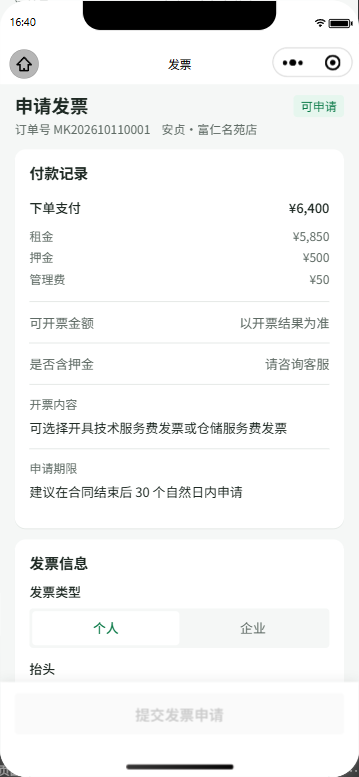 16:40
发票
申请发票
可申请
订单号 MK202610110001 安贞·富仁名苑店
付款记录
下单支付 ¥6,400
租金 ¥5,850
押金 ¥500
管理费 ¥50
可开票金额 以开票结果为准
是否含押金 请咨询客服
开票内容
可选择开具技术服务费发票或仓储服务费发票
申请期限
建议在合同结束后 30 个自然日内申请
发票信息
发票类型
个人 企业
抬头
提交发票申请